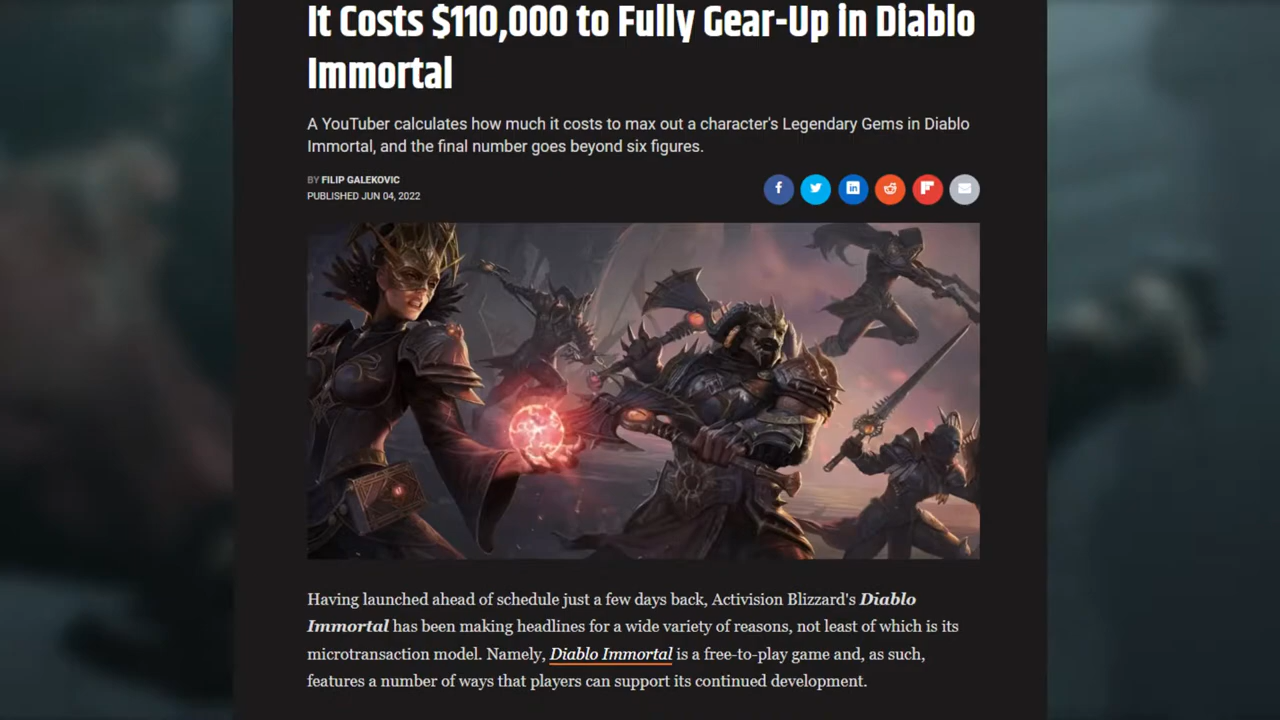 It Costs $110,000 to Fully Gear-Up in Diablo
Immortal
A YouTuber calculates how much it costs to max out a character's Legendary Gems in Diablo
Immortal, and the final number goes beyond six figures.
BY FILIP GALEKOVIC
PUBLISHED JUN 04, 2022
Having launched ahead of schedule just a few days back, Activision Blizzard's Diablo
Immortal has been making headlines for a wide variety of reasons, not least of which is its
microtransaction model. Namely, Diablo Immortal is a free-to-play game and, as such,
features a number of ways that players can support its continued development.